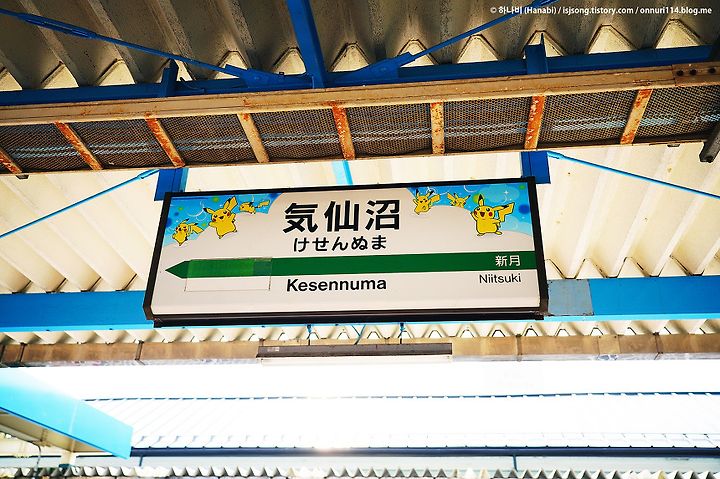 © 하나비 (Hanabi) / isjsong.tistory.com / onnuri114.blog.me
気仙沼
けせんぬま
新月
Kesennuma
Niitsuki